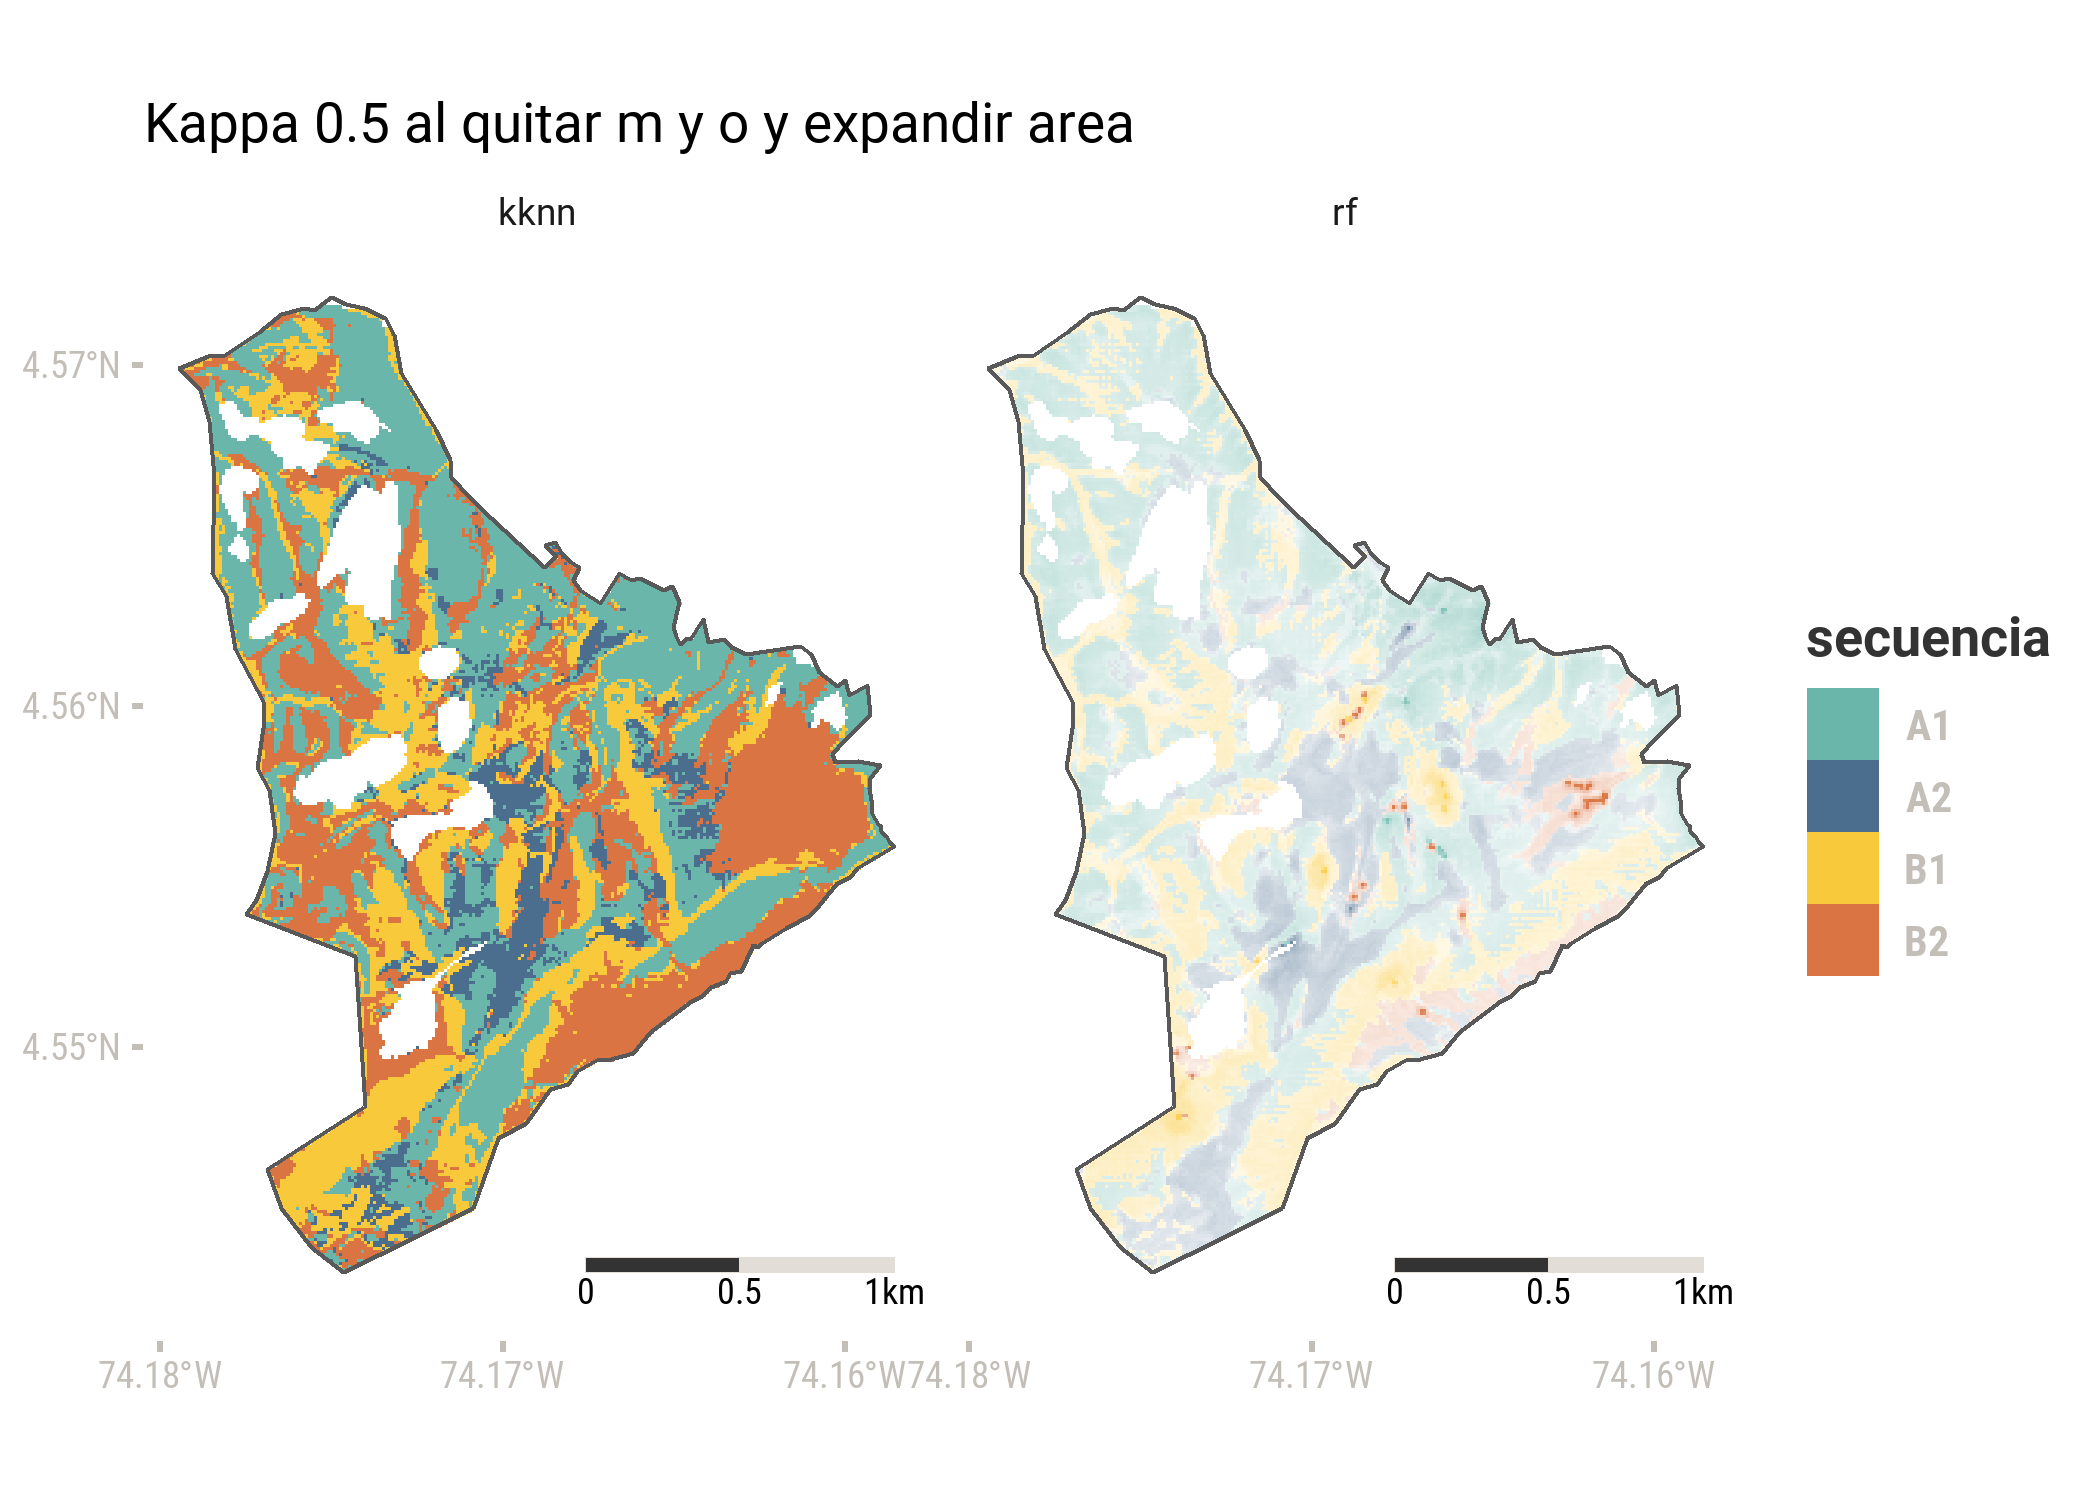 Kappa 0.5 al quitar m y o y expandir area
kknn
rf
4.57°N
4.56°N
4.55°N
secuencia
A1
A2
B1
B2
0 0.5 1km
0 0.5 1km
74.18°W 74.17°W 74.16°W 74.18°W 74.17°W 74.16°W